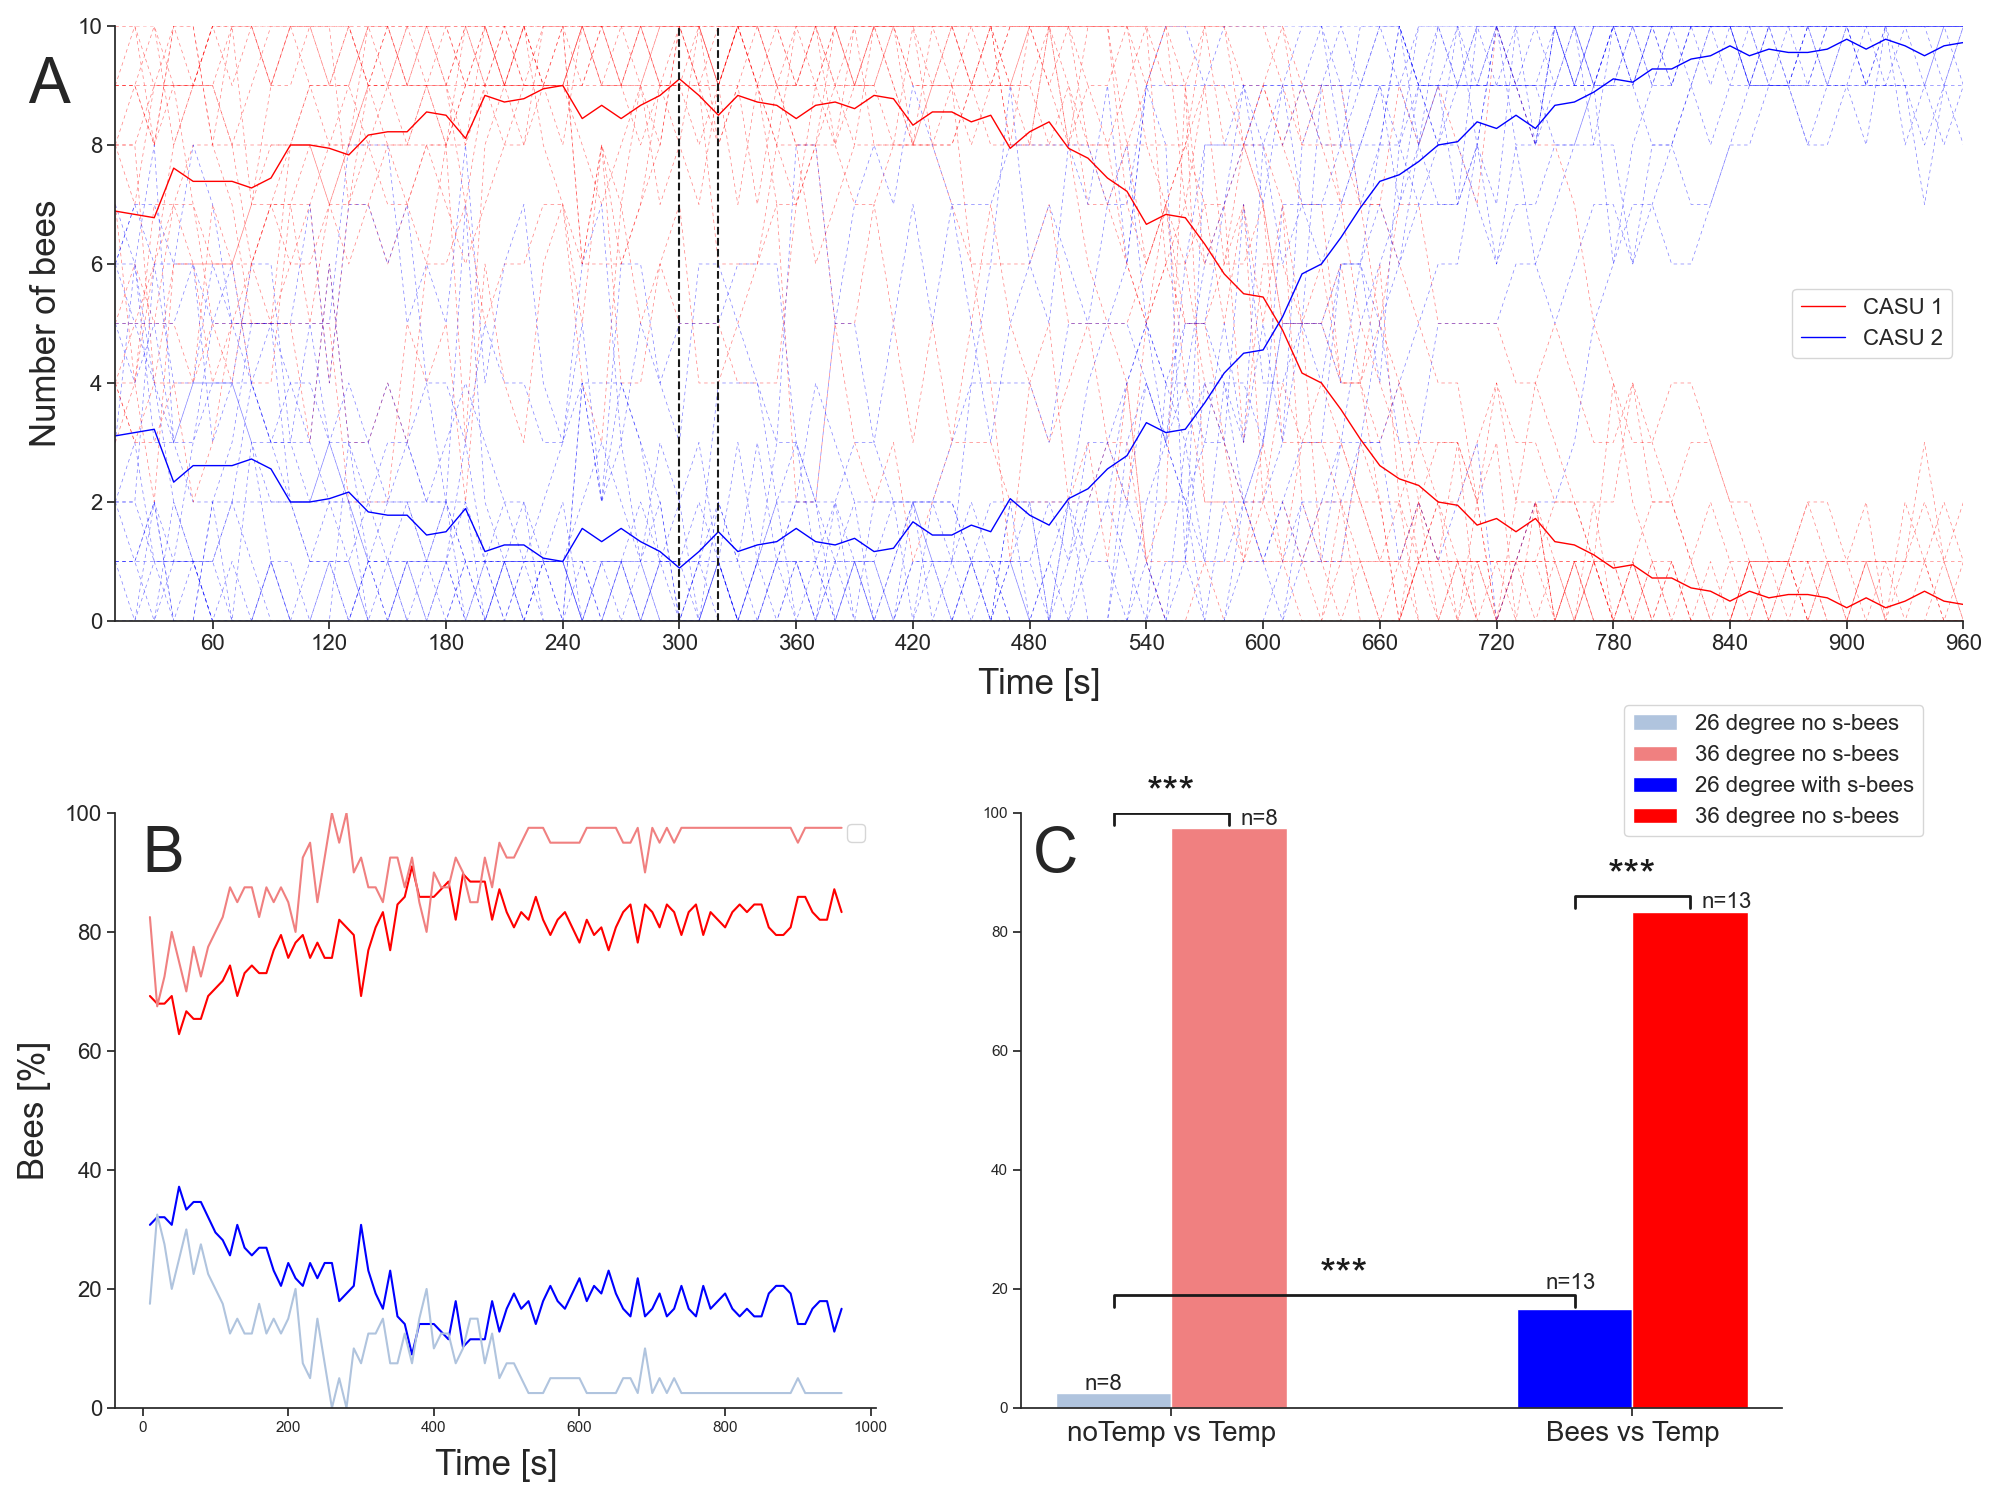 A
10
8
6
4
2
0
Number of bees
CASU 1
CASU 2
60 120 180 240 300 360 420 480 540 600 660 720 780 840 900 960
Time [s]
26 degree no s-bees
36 degree no s-bees
26 degree with s-bees
36 degree no s-bees
B
100
80
60
40
20
0
Bees [%]
0 200 400 600 800 1000
Time [s]
C
100
80
60
40
20
0
***
n=8
***
n=13
***
n=13
n=8
noTemp vs Temp
Bees vs Temp